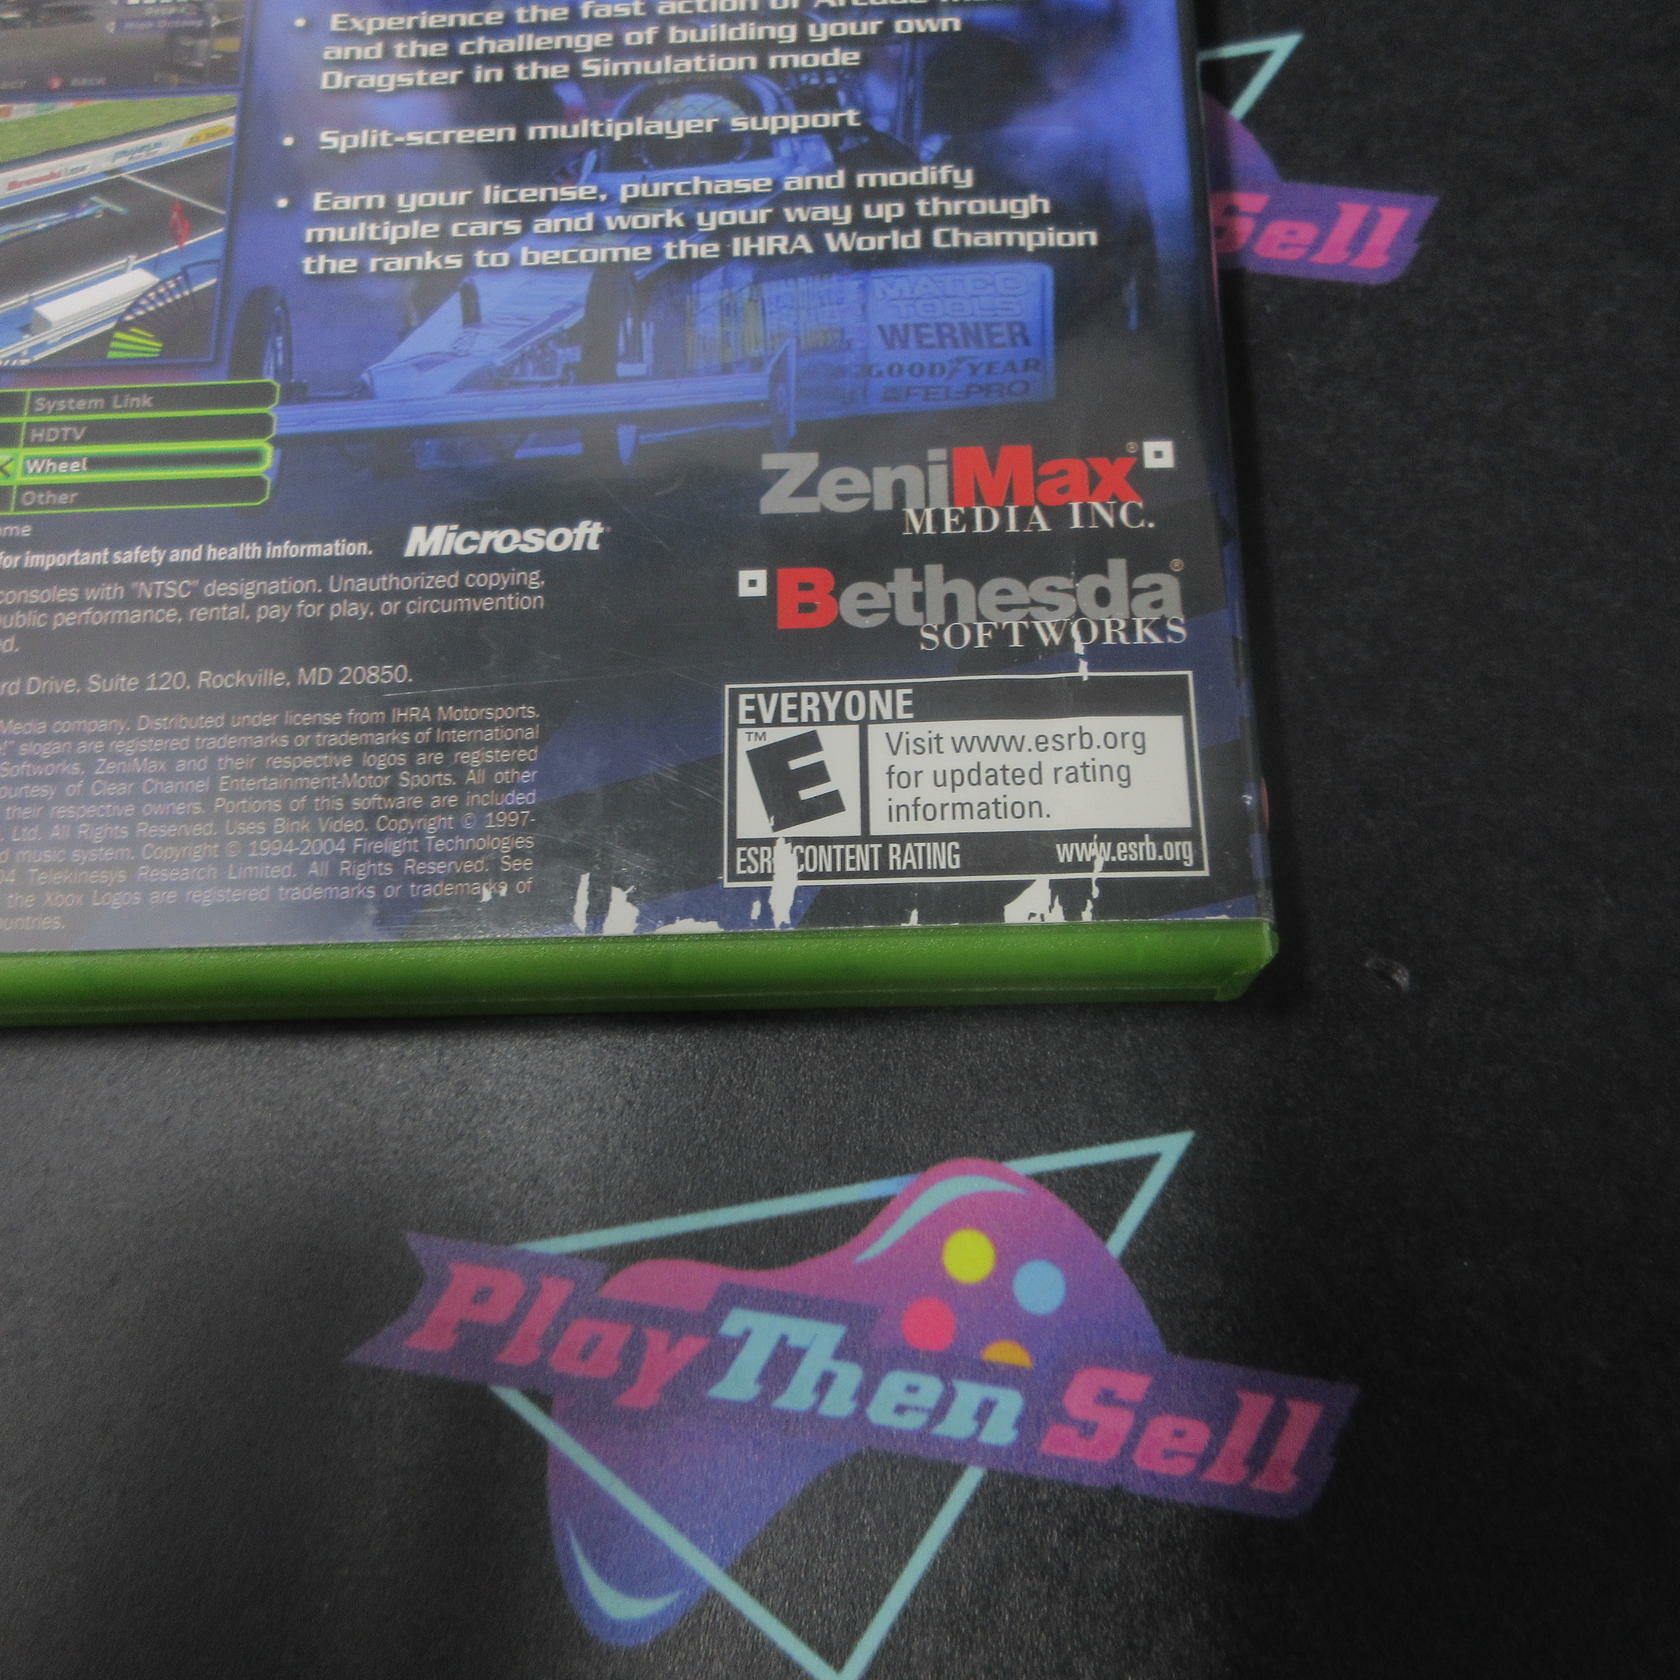 • Experience the fast action of Arcade
and the challenge of building your own
Dragster in the Simulation mode
• Split-screen multiplayer support
• Earn your license, purchase and modify
multiple cars and work your way up through
the ranks to become the IHRA World Champion
MATCO
TOOLS
WERNER
GOODYEAR
FEL-PRO
System Link
HDTV
Wheel
Other
ZeniMax®
MEDIA INC.
for important safety and health information.
Microsoft
consoles with "NTSC" designation. Unauthorized copying,
public performance, rental, pay for play, or circumvention
Bethesda®
SOFTWORKS
rd Drive, Suite 120, Rockville, MD 20850.
Media company. Distributed under license from IHRA Motorsports.
slogan are registered trademarks or trademarks of International
Softworks, ZeniMax and their respective logos are registered
courtesy of Clear Channel Entertainment-Motor Sports. All other
their respective owners. Portions of this software are included
Ltd. All Rights Reserved. Uses Bink Video. Copyright © 1997-
d music system. Copyright © 1994-2004 Firelight Technologies
04 Telekinesys Research Limited. All Rights Reserved. See
the Xbox Logos are registered trademarks or trademarks of
EVERYONE
E™
Visit www.esrb.org
for updated rating
information.
ESRB CONTENT RATING www.esrb.org
Sell
Play Then Sell